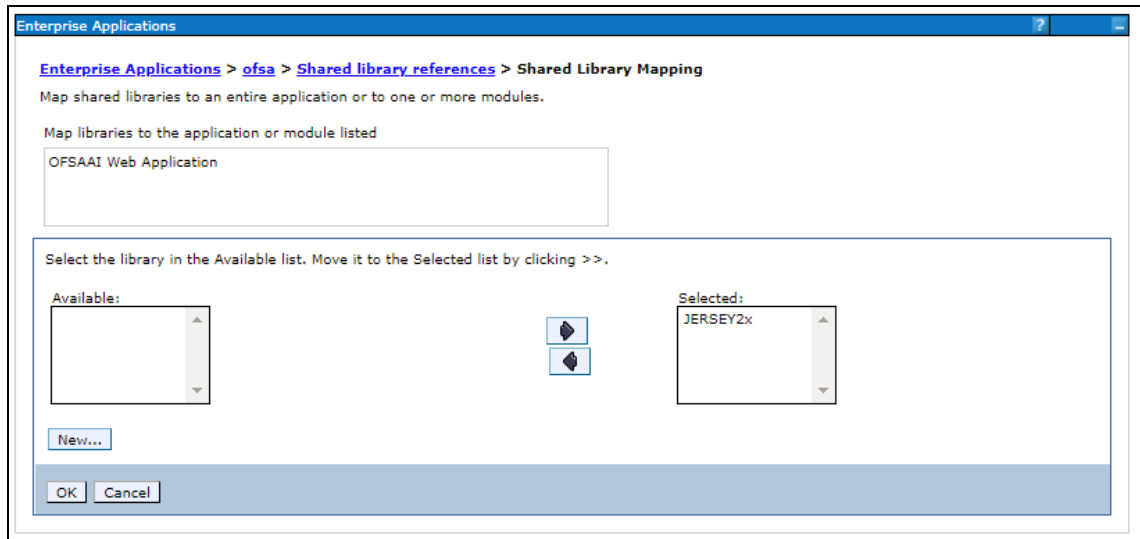 Enterprise Applications ? –
Enterprise Applications > ofsa > Shared library references > Shared Library Mapping
Map shared libraries to an entire application or to one or more modules.
Map libraries to the application or module listed
OFSAAI Web Application
Select the library in the Available list. Move it to the Selected list by clicking >>.
Available: Selected:
JERSEY2x
New...
OK Cancel